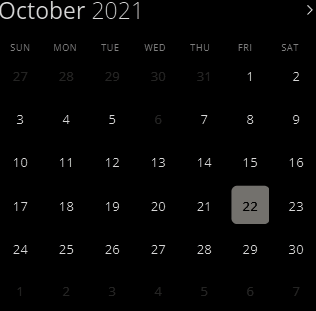 October 2021
SUN MON TUE WED THU FRI SAT
27 28 29 30 31 1 2
3 4 5 6 7 8 9
10 11 12 13 14 15 16
17 18 19 20 21 22 23
24 25 26 27 28 29 30
1 2 3 4 5 6 7